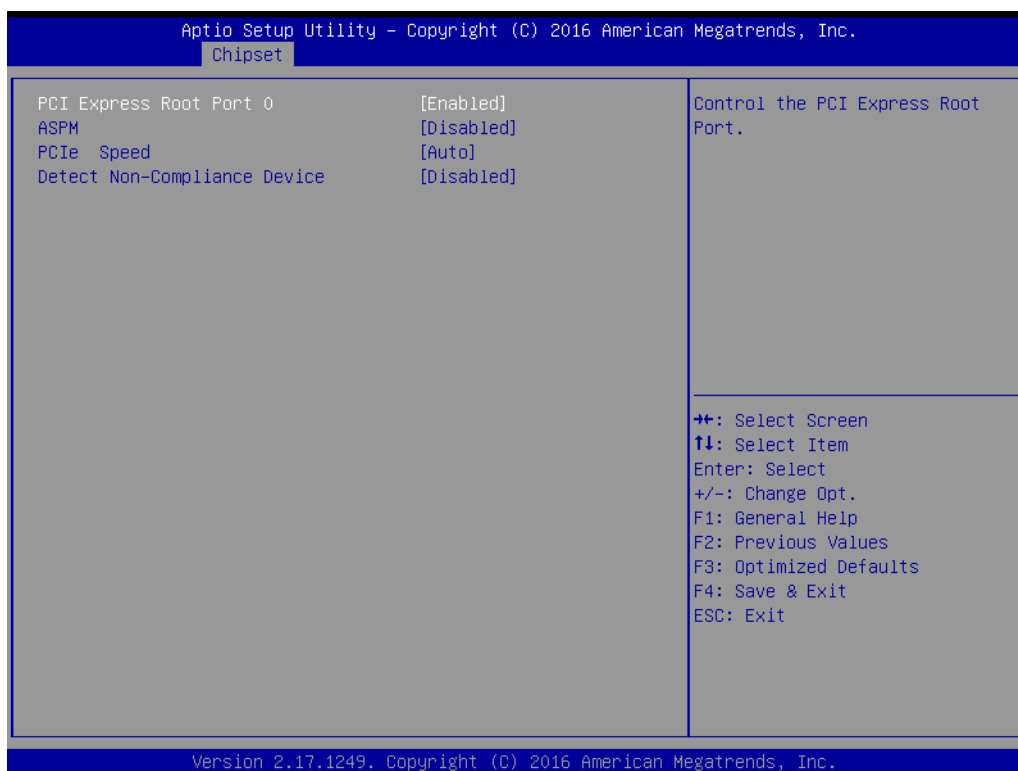 Aptio Setup Utility – Copyright (C) 2016 American Megatrends, Inc.
Chipset
PCI Express Root Port 0 [Enabled]
ASPM [Disabled]
PCIe  Speed [Auto]
Detect Non-Compliance Device [Disabled]
Control the PCI Express Root
Port.
→←: Select Screen
↑↓: Select Item
Enter: Select
+/-: Change Opt.
F1: General Help
F2: Previous Values
F3: Optimized Defaults
F4: Save & Exit
ESC: Exit
Version 2.17.1249. Copyright (C) 2016 American Megatrends, Inc.